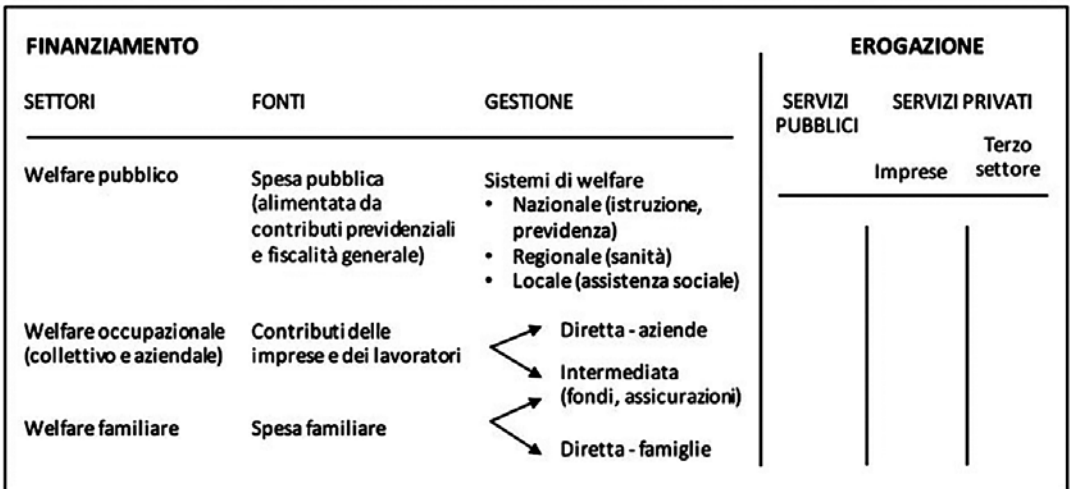 FINANZIAMENTO
EROGAZIONE
SETTORI
FONTI
GESTIONE
SERVIZI
PUBBLICI
SERVIZI PRIVATI
Imprese
Terzo
settore
Welfare pubblico
Spesa pubblica
(alimentata da
contributi previdenziali
e fiscalità generale)
Sistemi di welfare
• Nazionale (istruzione,
previdenza)
• Regionale (sanità)
• Locale (assistenza sociale)
Welfare occupazionale
(collettivo e aziendale)
Contributi delle
imprese e dei lavoratori
Diretta - aziende
Intermediata
(fondi, assicurazioni)
Welfare familiare
Spesa familiare
Diretta - famiglie